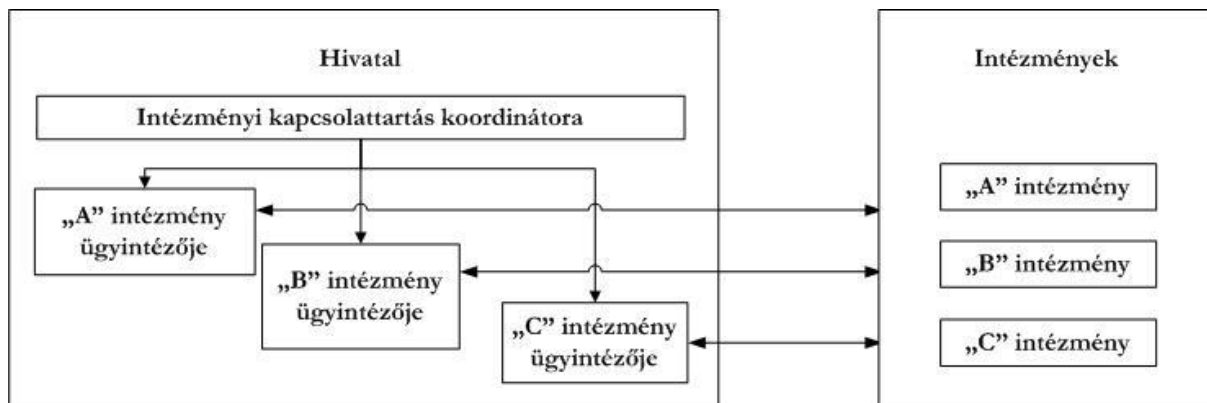 Hivatal
Intézményi kapcsolattartás koordinátora
„A” intézmény
ügyintézője
„B” intézmény
ügyintézője
„C” intézmény
ügyintézője
Intézmények
„A” intézmény
„B” intézmény
„C” intézmény